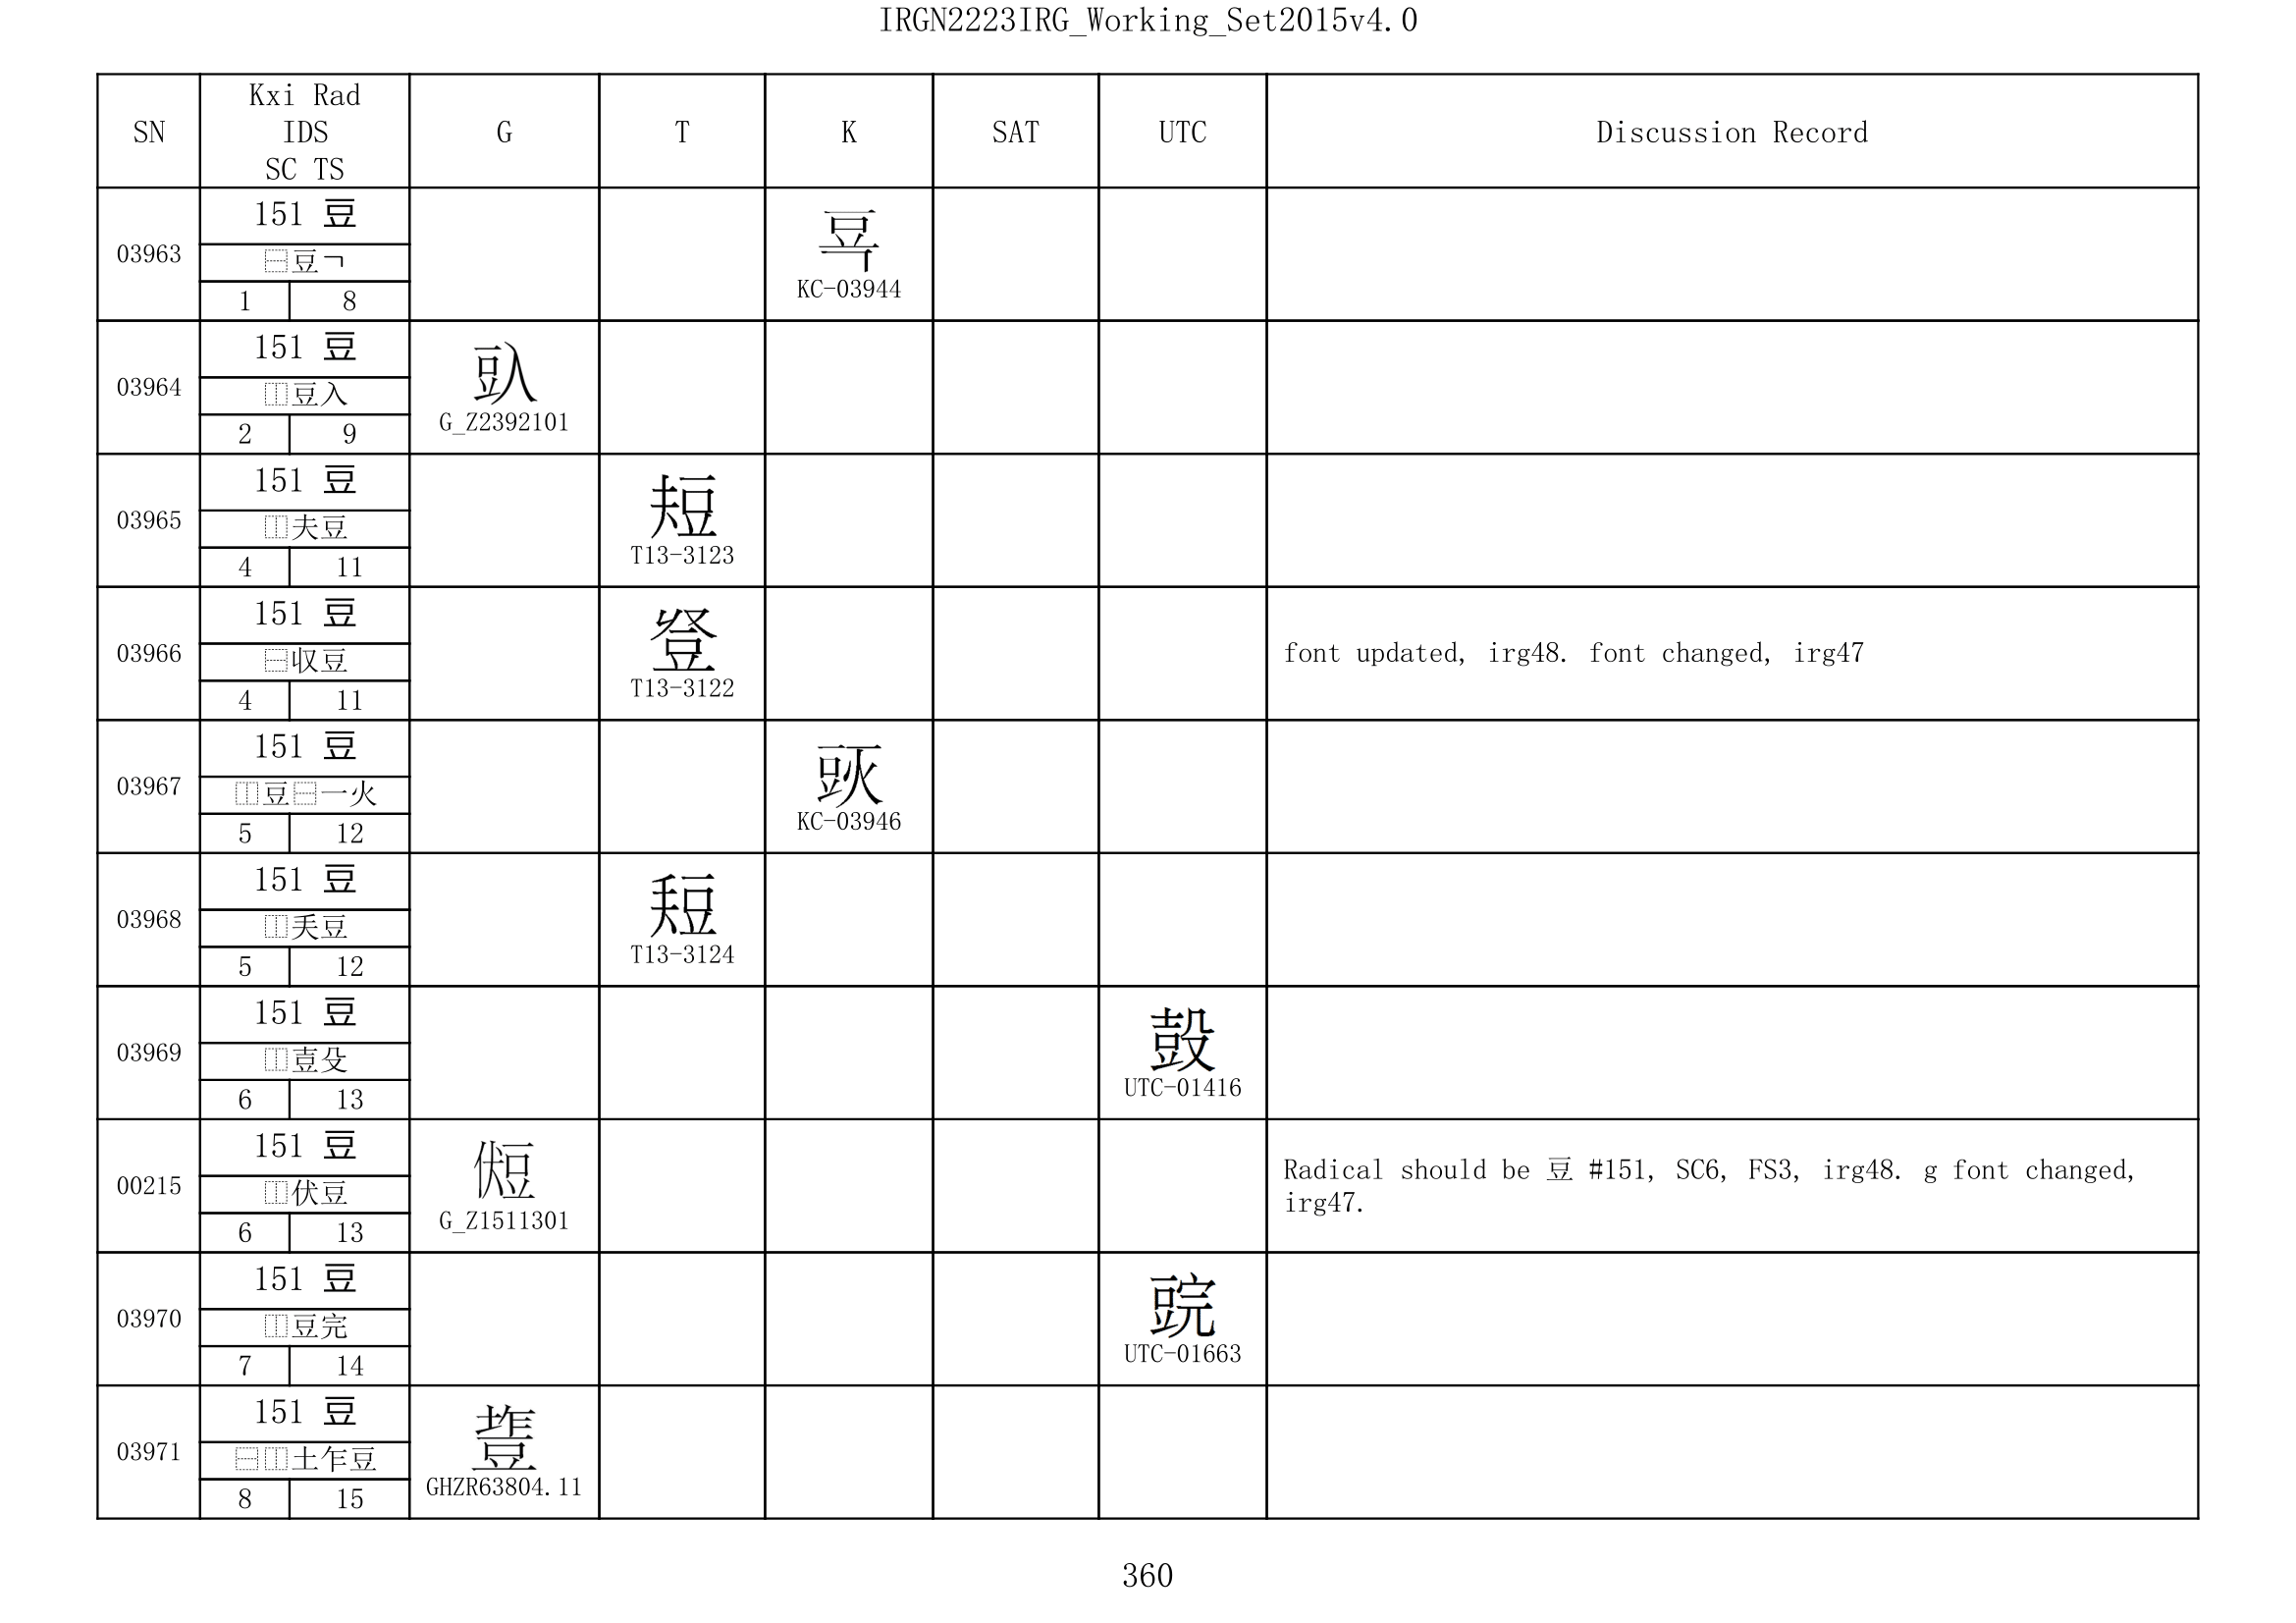 IRGN2223IRG_Working_Set2015v4.0
SN
Kxi Rad
IDS
SC TS
G
T
K
SAT
UTC
Discussion Record
03963
151 豆
⿱豆㇕
1 8
KC-03944
03964
151 豆
⿰豆入
2 9
G_Z2392101
03965
151 豆
⿰夫豆
4 11
T13-3123
03966
151 豆
⿱収豆
4 11
T13-3122
font updated, irg48. font changed, irg47
03967
151 豆
⿰豆⿱一火
5 12
KC-03946
03968
151 豆
⿰豆
5 12
T13-3124
03969
151 豆
⿰壴殳
6 13
UTC-01416
00215
151 豆
⿰伏豆
6 13
G_Z1511301
Radical should be 豆 #151, SC6, FS3, irg48. g font changed,
irg47.
03970
151 豆
⿰豆完
7 14
UTC-01663
03971
151 豆
⿱⿰土乍豆
8 15
GHZR63804.11
360